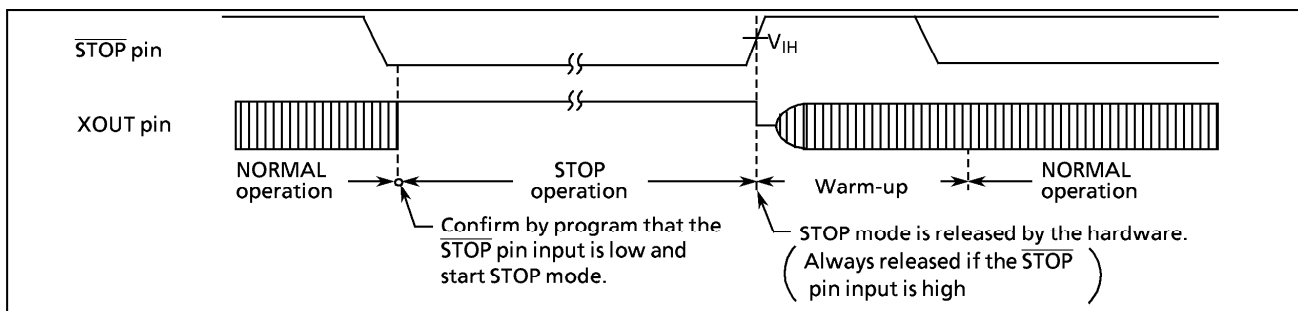 STOP pin
VIH
XOUT pin
NORMAL
operation
STOP
operation
Warm-up
NORMAL
operation
Confirm by program that the
STOP pin input is low and
start STOP mode.
STOP mode is released by the hardware.
( Always released if the STOP
pin input is high )